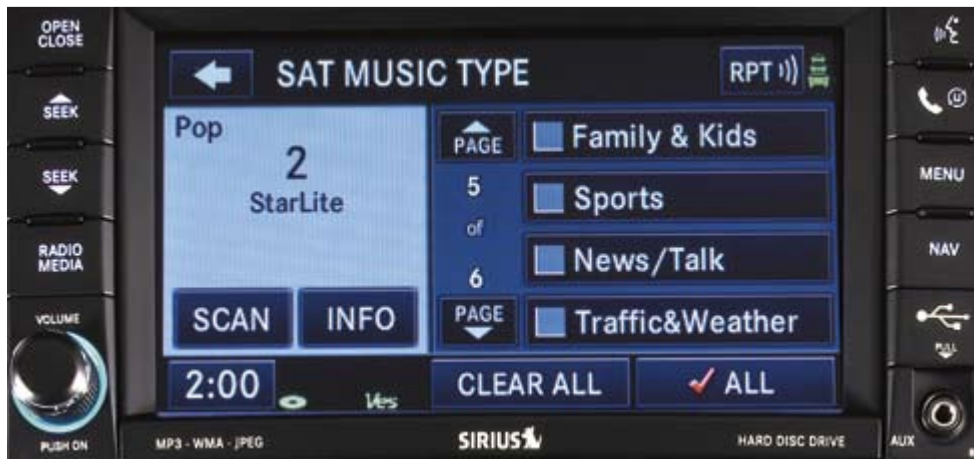 OPEN
CLOSE
SEEK
SEEK
RADIO
MEDIA
VOLUME
PUSH ON
SAT MUSIC TYPE
RPT
Pop
2
StarLite
SCAN
INFO
PAGE
5
of
6
PAGE
Family & Kids
Sports
News/Talk
Traffic&Weather
2:00
Ves
CLEAR ALL
ALL
MP3 - WMA - JPEG
SIRIUS
HARD DISC DRIVE
MENU
NAV
PULL
AUX